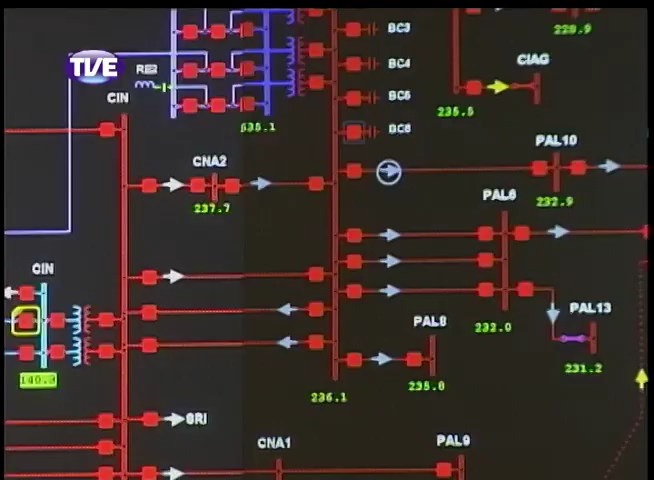 BC3
228.9
TVE
RE2
BC4
CIAG
CIN
BC5
235.5
535.1
BC6
PAL10
CNA2
PAL6
232.9
237.7
CIN
PAL13
PAL8
232.0
140.3
231.2
235.0
236.1
SRI
CNA1
PAL9